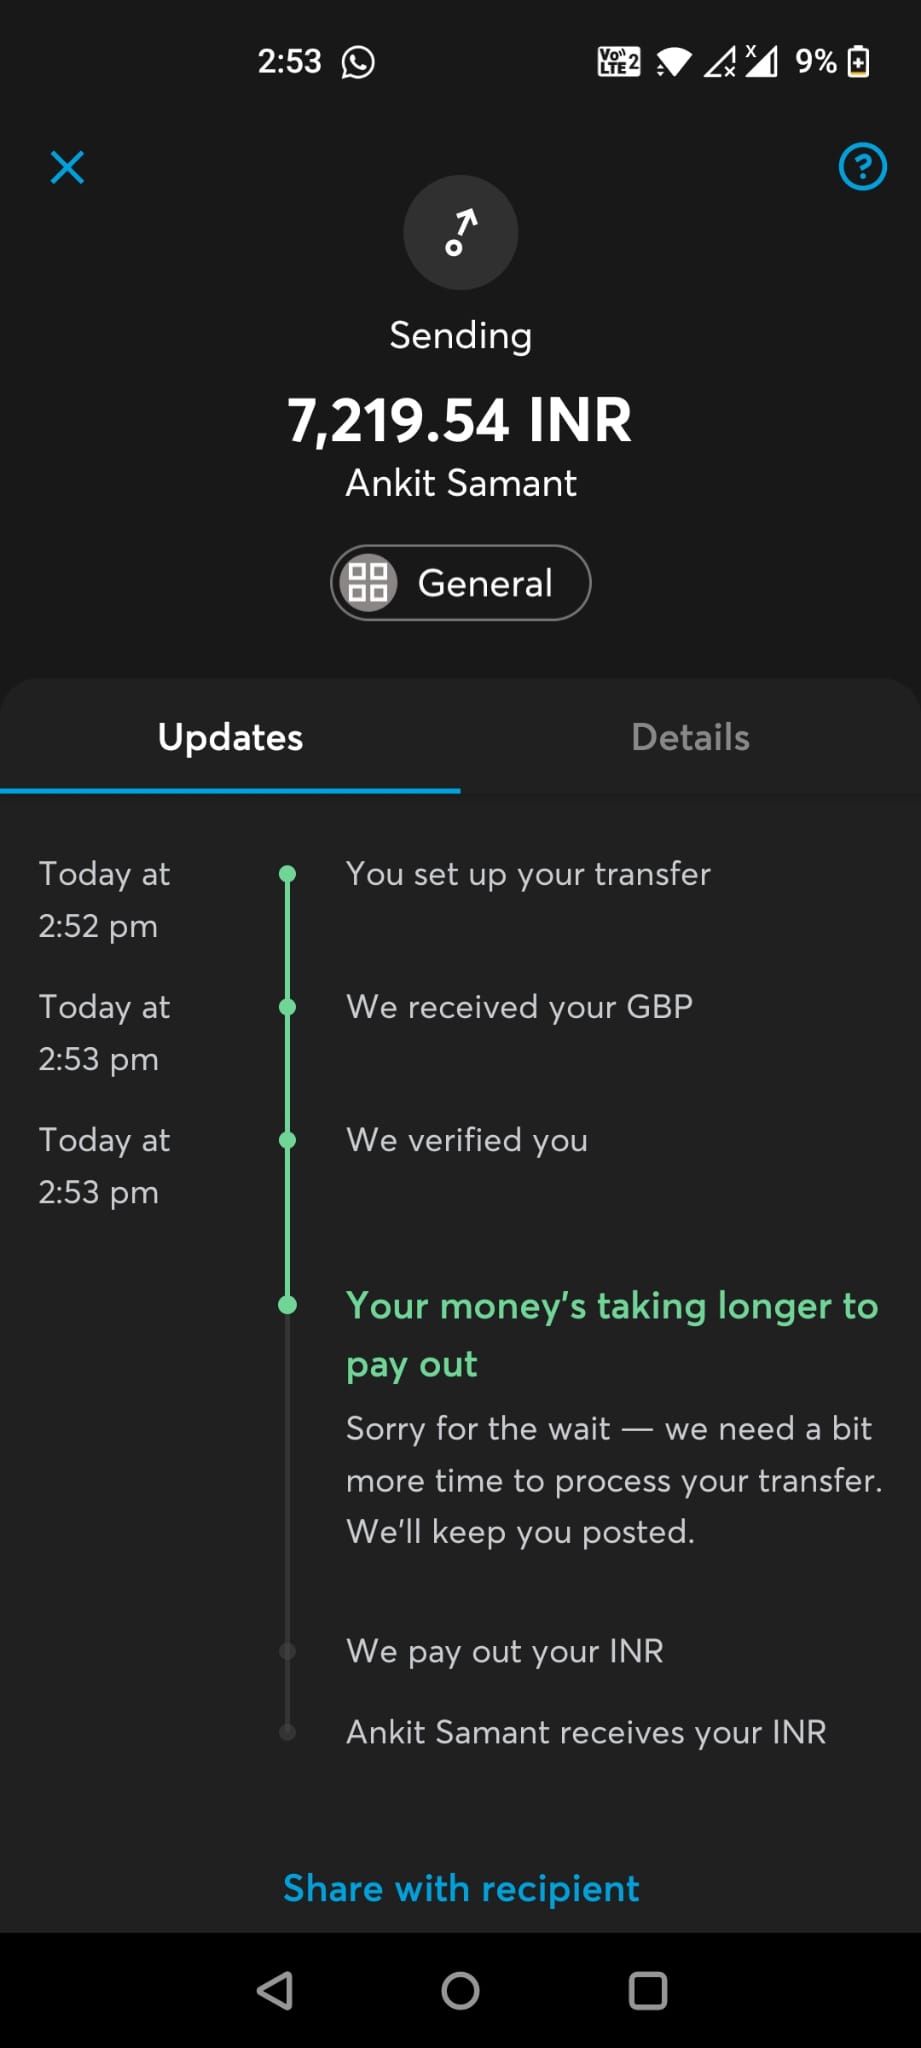 2:53
Vo)) LTE 2
X
9%
Sending
7,219.54 INR
Ankit Samant
General
Updates
Details
Today at
2:52 pm
You set up your transfer
Today at
2:53 pm
We received your GBP
Today at
2:53 pm
We verified you
Your money's taking longer to
pay out
Sorry for the wait — we need a bit
more time to process your transfer.
We'll keep you posted.
We pay out your INR
Ankit Samant receives your INR
Share with recipient